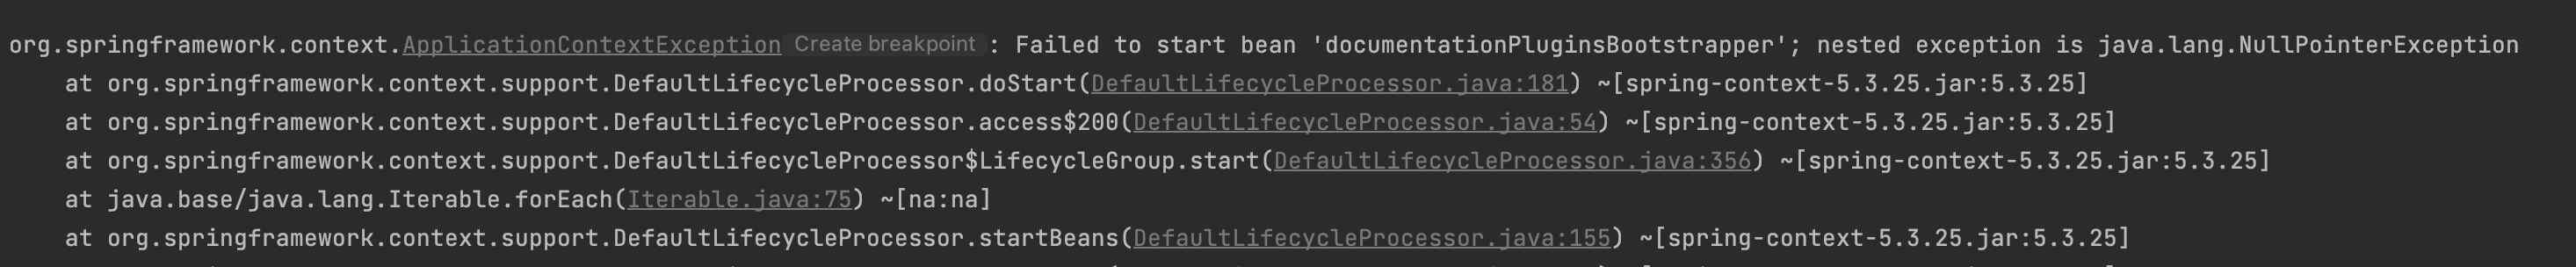 org.springframework.context.ApplicationContextException Create breakpoint : Failed to start bean 'documentationPluginsBootstrapper'; nested exception is java.lang.NullPointerException
at org.springframework.context.support.DefaultLifecycleProcessor.doStart(DefaultLifecycleProcessor.java:181) ~[spring-context-5.3.25.jar:5.3.25]
at org.springframework.context.support.DefaultLifecycleProcessor.access$200(DefaultLifecycleProcessor.java:54) ~[spring-context-5.3.25.jar:5.3.25]
at org.springframework.context.support.DefaultLifecycleProcessor$LifecycleGroup.start(DefaultLifecycleProcessor.java:356) ~[spring-context-5.3.25.jar:5.3.25]
at java.base/java.lang.Iterable.forEach(Iterable.java:75) ~[na:na]
at org.springframework.context.support.DefaultLifecycleProcessor.startBeans(DefaultLifecycleProcessor.java:155) ~[spring-context-5.3.25.jar:5.3.25]